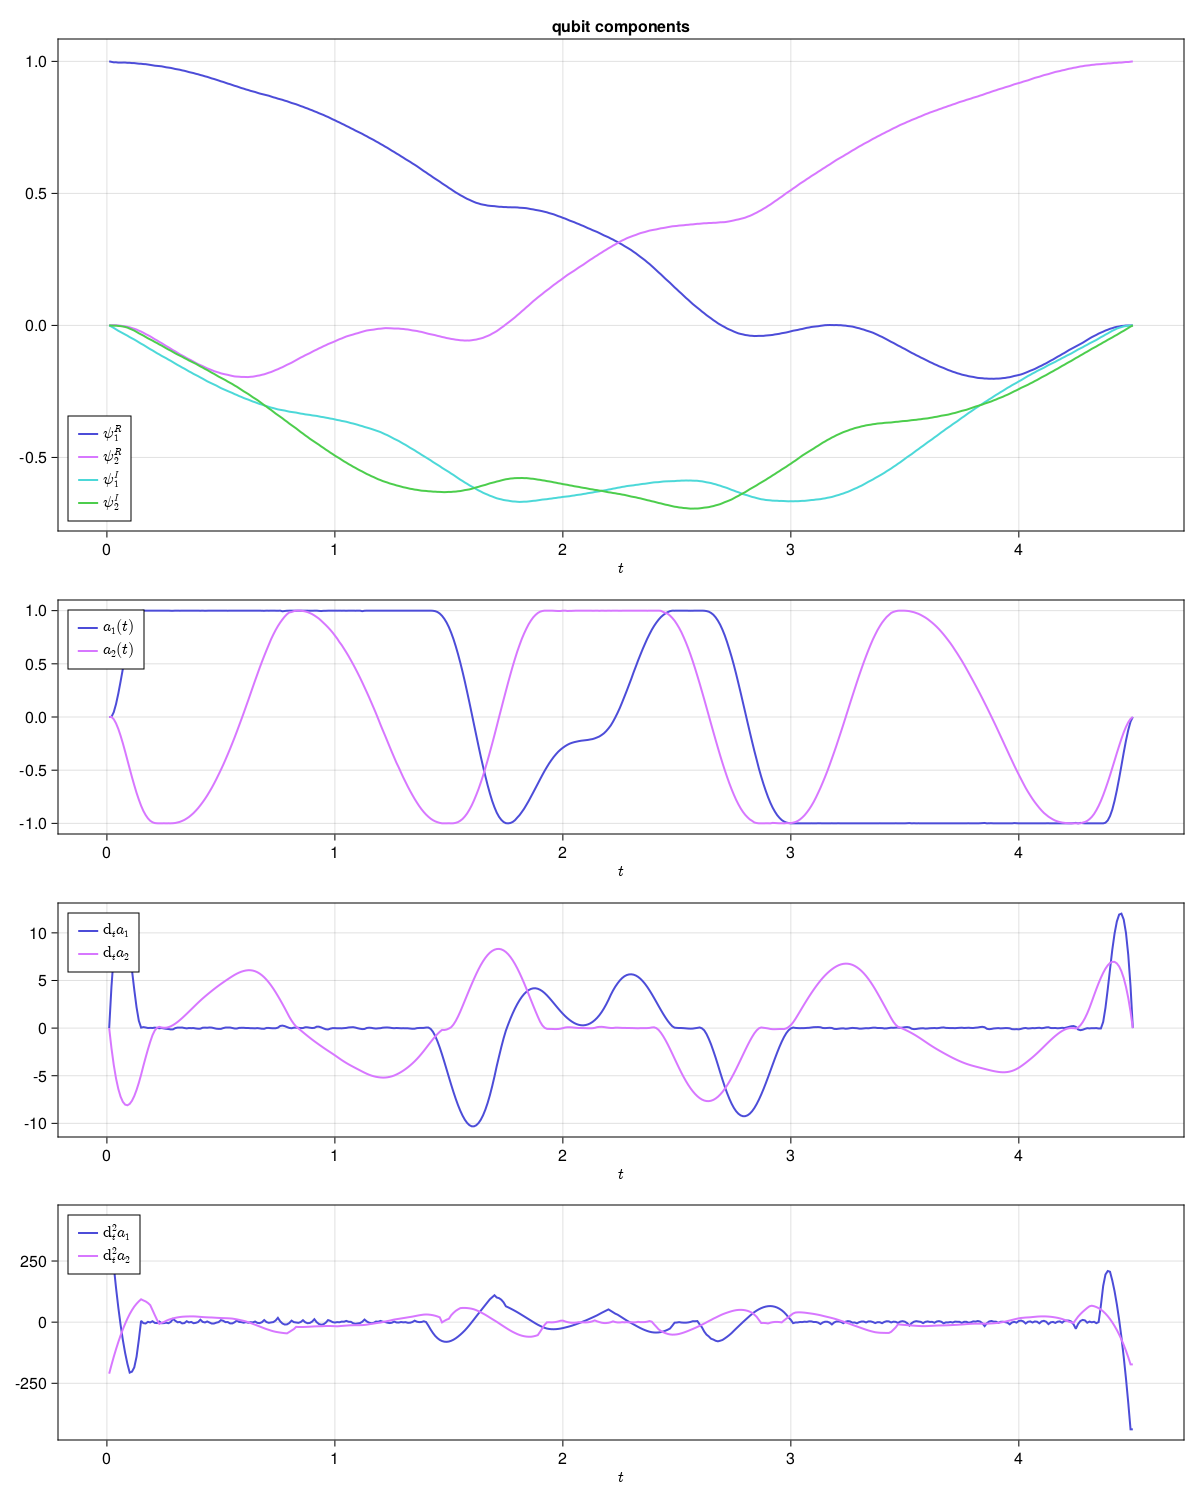 qubit components
1.0
0.5
0.0
-0.5
ψ₁ᴿ
ψ₂ᴿ
ψ₁ᴵ
ψ₂ᴵ
0 1 2 3 4
t
1.0
0.5
0.0
-0.5
-1.0
a₁(t)
a₂(t)
0 1 2 3 4
t
10
5
0
-5
-10
dₜa₁
dₜa₂
0 1 2 3 4
t
250
0
-250
dₜ²a₁
dₜ²a₂
0 1 2 3 4
t